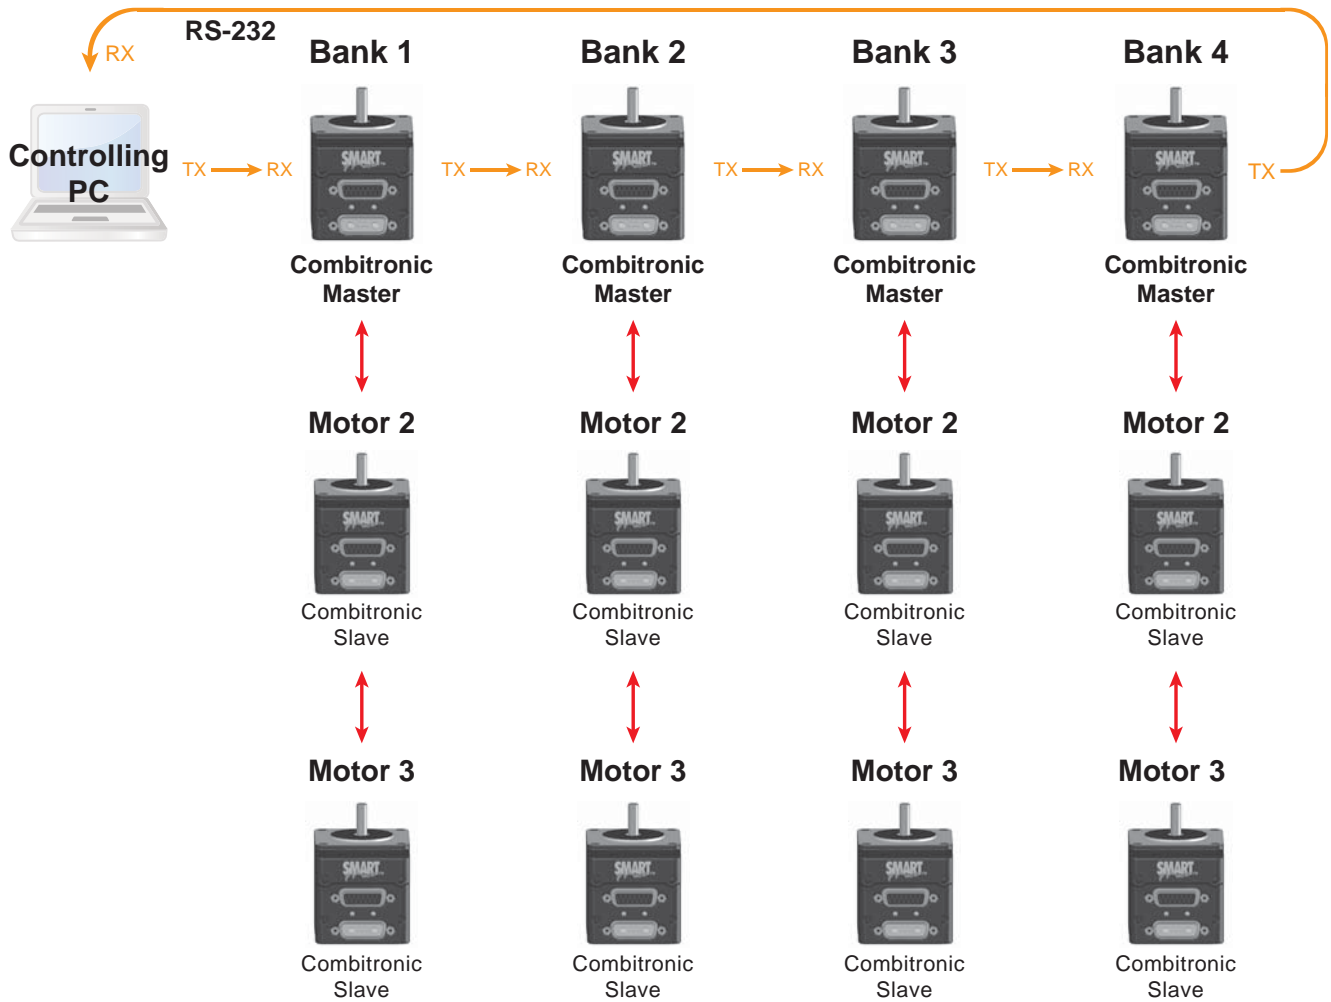 RS-232
RX
Bank 1
Bank 2
Bank 3
Bank 4
Controlling
PC
TX
RX
SMART
TX
RX
SMART
TX
RX
SMART
TX
RX
SMART
TX
Combitronic
Master
Combitronic
Master
Combitronic
Master
Combitronic
Master
Motor 2
Motor 2
Motor 2
Motor 2
SMART
SMART
SMART
SMART
Combitronic
Slave
Combitronic
Slave
Combitronic
Slave
Combitronic
Slave
Motor 3
Motor 3
Motor 3
Motor 3
SMART
SMART
SMART
SMART
Combitronic
Slave
Combitronic
Slave
Combitronic
Slave
Combitronic
Slave